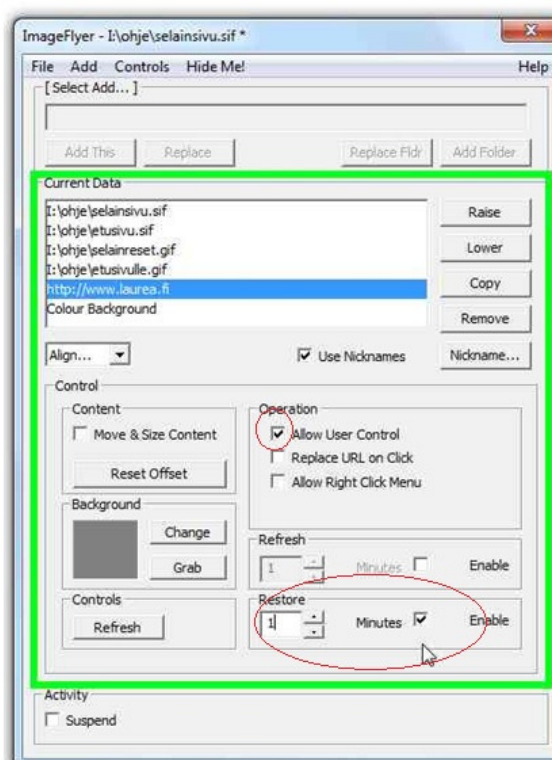 ImageFlyer - I:\ohje\selainsivu.sif *
File Add Controls Hide Me! Help
[ Select Add... ]
Add This Replace Replace Fldr Add Folder
Current Data
I:\ohje\selainsivu.sif Raise
I:\ohje\etusivu.sif
I:\ohje\selainreset.gif Lower
I:\ohje\etusivulle.gif
http://www.laurea.fi Copy
Colour Background
Remove
Align... Use Nicknames Nickname...
Control
Content Operation
Move & Size Content Allow User Control
Replace URL on Click
Reset Offset Allow Right Click Menu
Background
Change
Refresh
Grab 1 Minutes Enable
Controls Restore
Refresh 1 Minutes Enable
Activity
Suspend